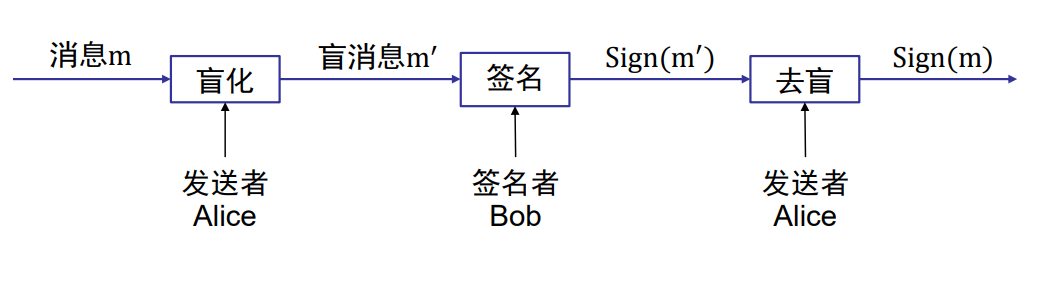 消息m
盲化
盲消息m′
签名
Sign(m′)
去盲
Sign(m)
发送者
Alice
签名者
Bob
发送者
Alice